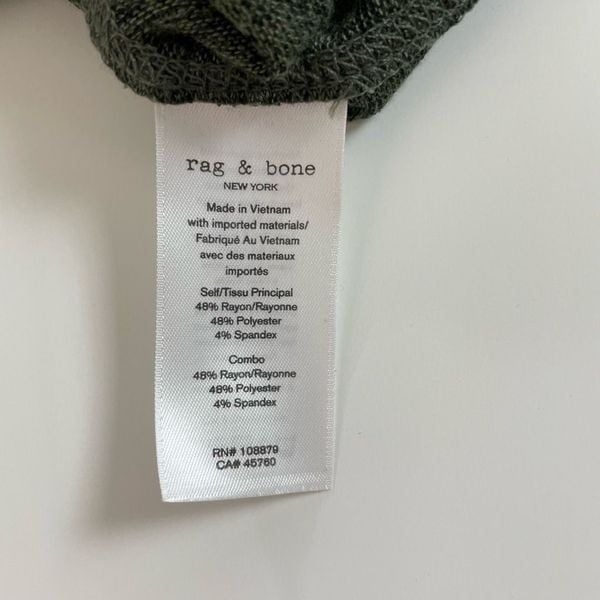 rag & bone
NEW YORK
Made in Vietnam
with imported materials/
Fabriqué Au Vietnam
avec des materiaux
importés
Self/Tissu Principal
48% Rayon/Rayonne
48% Polyester
4% Spandex
Combo
48% Rayon/Rayonne
48% Polyester
4% Spandex
RN# 108879
CA# 45760